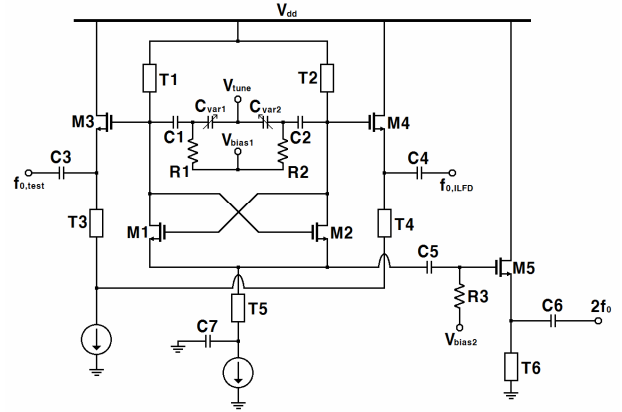 Vdd
T1
T2
Vtune
Cvar1
Cvar2
M3
M4
C1
C2
Vbias1
R1
R2
C3
C4
f0,test
f0,ILFD
T3
M1
M2
T4
C5
M5
T5
R3
C6
2f0
C7
Vbias2
T6